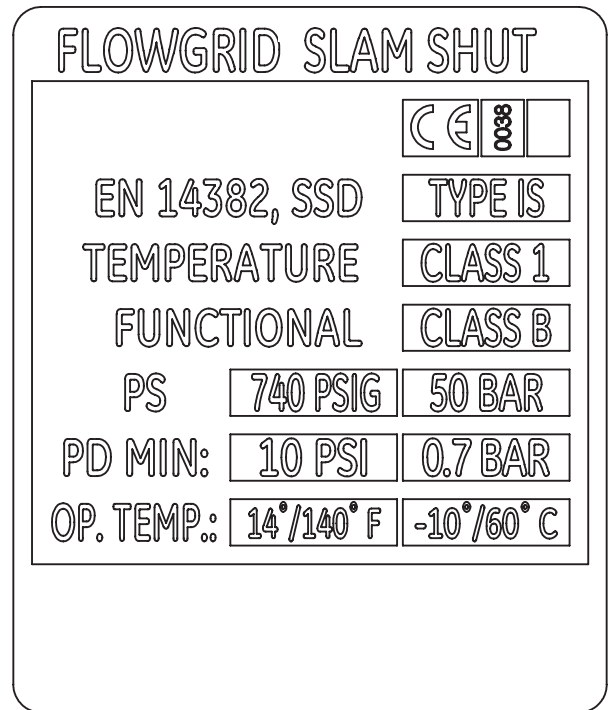 FLOWGRID SLAM SHUT
CE 0038
EN 14382, SSD TYPE IS
TEMPERATURE CLASS 1
FUNCTIONAL CLASS B
PS 740 PSIG 50 BAR
PD MIN: 10 PSI 0.7 BAR
OP. TEMP.: 14°/140° F -10°/60° C